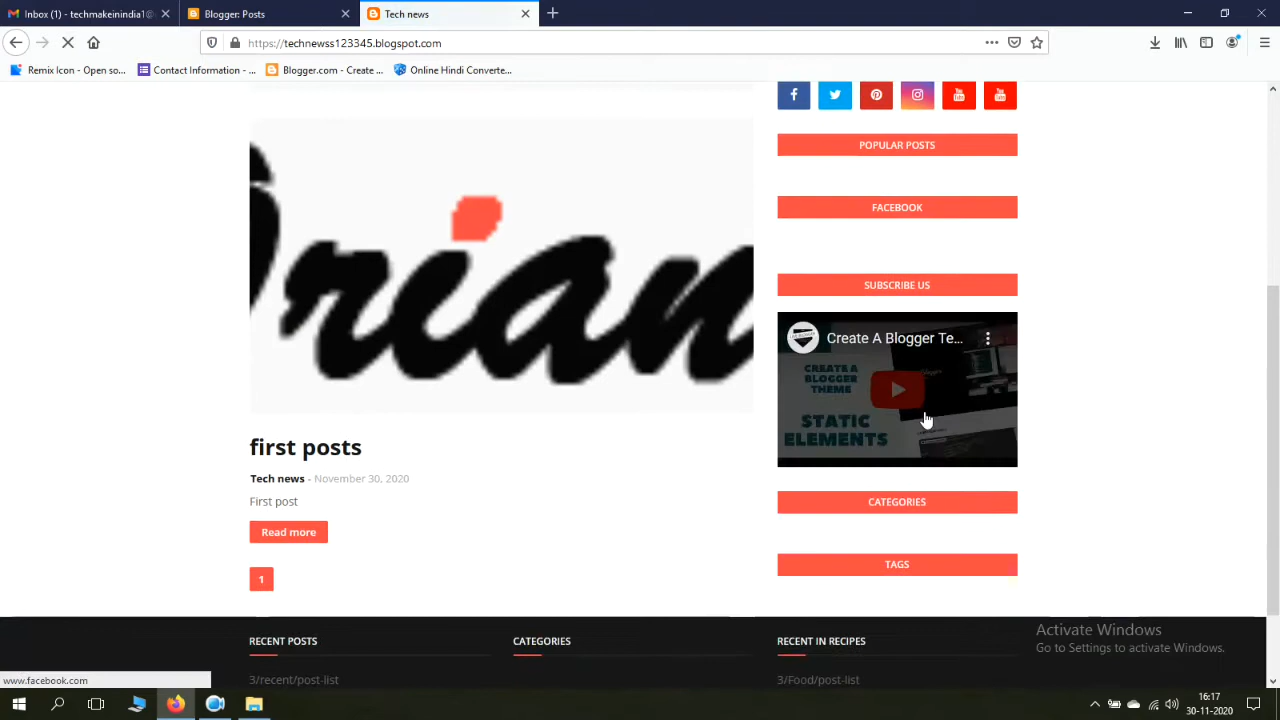 Inbox (1) - techmakeindia1@
Blogger: Posts
Tech news
https://technewss123345.blogspot.com
Remix Icon - Open so...
Contact Information - ...
Blogger.com - Create ...
Online Hindi Converte...
POPULAR POSTS
FACEBOOK
SUBSCRIBE US
Create A Blogger Te...
CREATE A
BLOGGER
THEME
STATIC
ELEMENTS
first posts
Tech news - November 30, 2020
First post
Read more
1
CATEGORIES
TAGS
RECENT POSTS
CATEGORIES
RECENT IN RECIPES
3/recent/post-list
3/Food/post-list
Activate Windows
Go to Settings to activate Windows.
www.facebook.com
16:17
30-11-2020